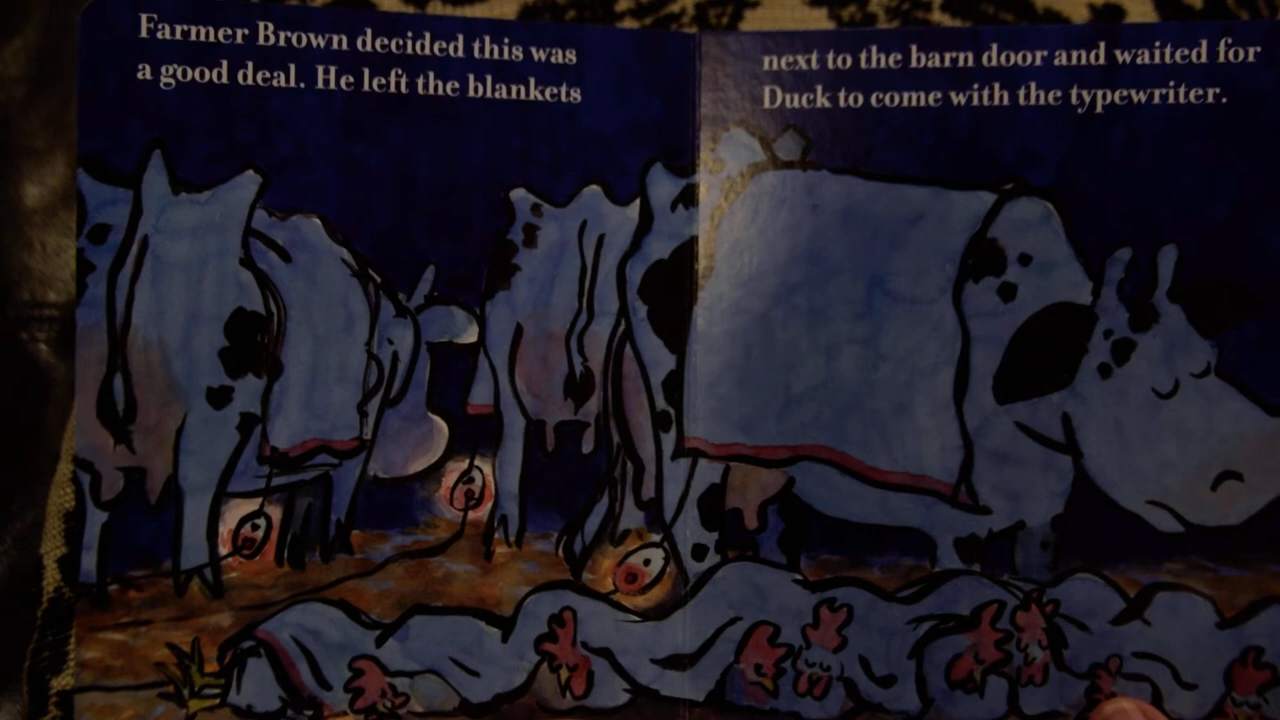 Farmer Brown decided this was
a good deal. He left the blankets
next to the barn door and waited for
Duck to come with the typewriter.